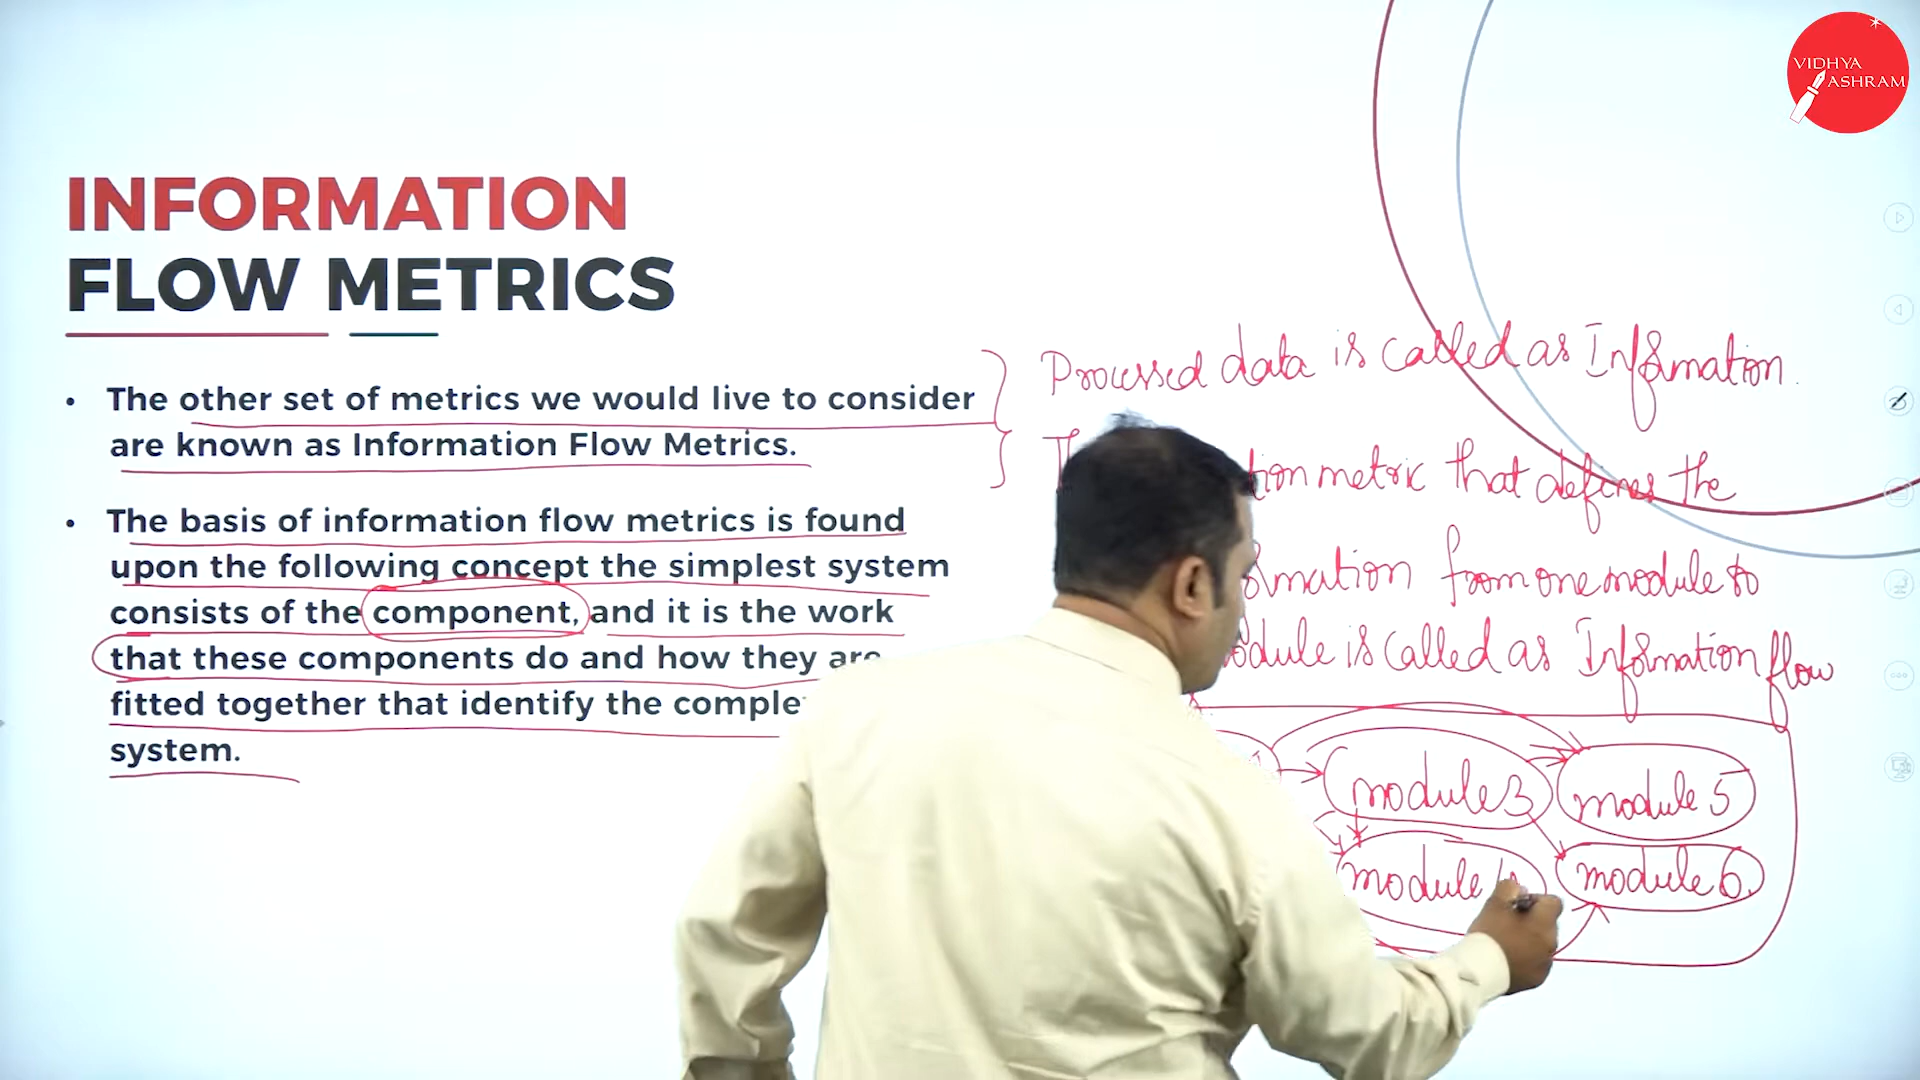 VIDHYA
ASHRAM
INFORMATION
FLOW METRICS
• The other set of metrics we would live to consider
are known as Information Flow Metrics.
• The basis of information flow metrics is found
upon the following concept the simplest system
consists of the component, and it is the work
that these components do and how they are
fitted together that identify the comple
system.
Processed data is called as Information.
tion metric that defines the
mation from one module to
odule is called as Information flow
module 3
module 5
module 4
module 6